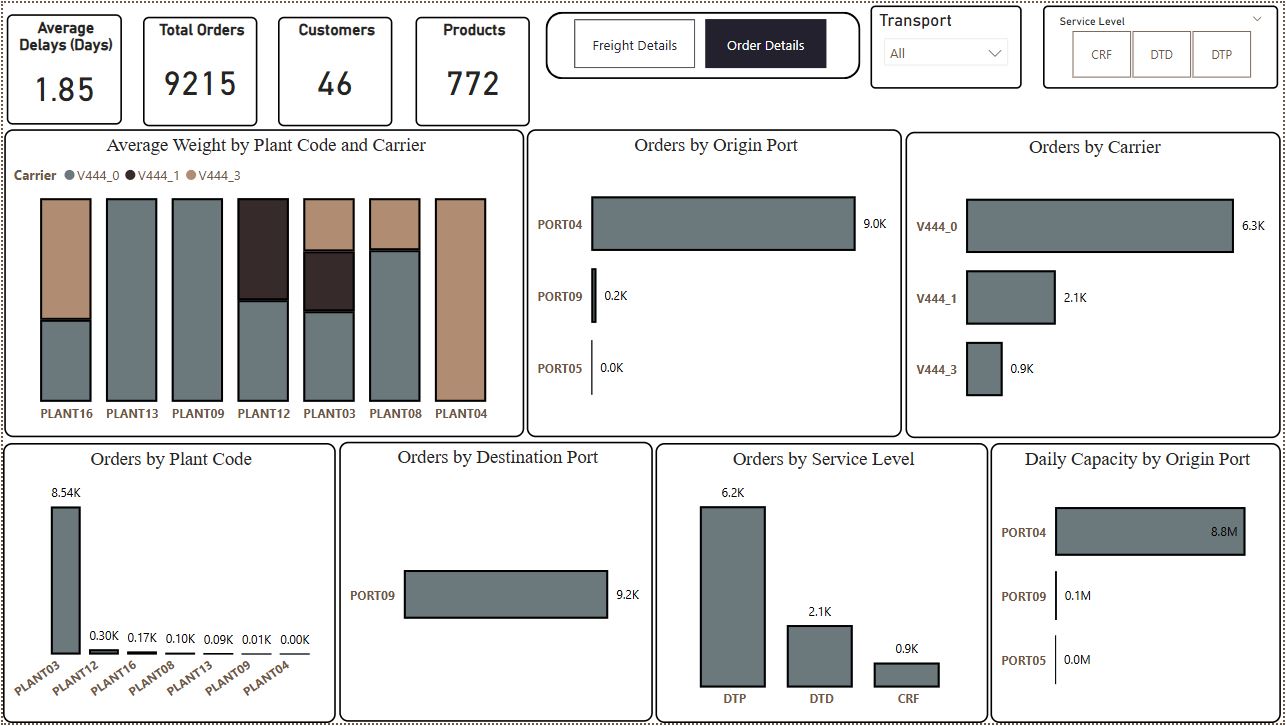 Average
Delays (Days)
1.85
Total Orders
9215
Customers
46
Products
772
Freight Details
Order Details
Transport
All
Service Level
CRF
DTD
DTP
Average Weight by Plant Code and Carrier
Carrier V444_0 V444_1 V444_3
PLANT16 PLANT13 PLANT09 PLANT12 PLANT03 PLANT08 PLANT04
Orders by Origin Port
PORT04 9.0K
PORT09 0.2K
PORT05 0.0K
Orders by Carrier
V444_0 6.3K
V444_1 2.1K
V444_3 0.9K
Orders by Plant Code
8.54K
0.30K 0.17K 0.10K 0.09K 0.01K 0.00K
PLANT03 PLANT12 PLANT16 PLANT08 PLANT13 PLANT09 PLANT04
Orders by Destination Port
PORT09 9.2K
Orders by Service Level
6.2K
2.1K
0.9K
DTP DTD CRF
Daily Capacity by Origin Port
PORT04 8.8M
PORT09 0.1M
PORT05 0.0M